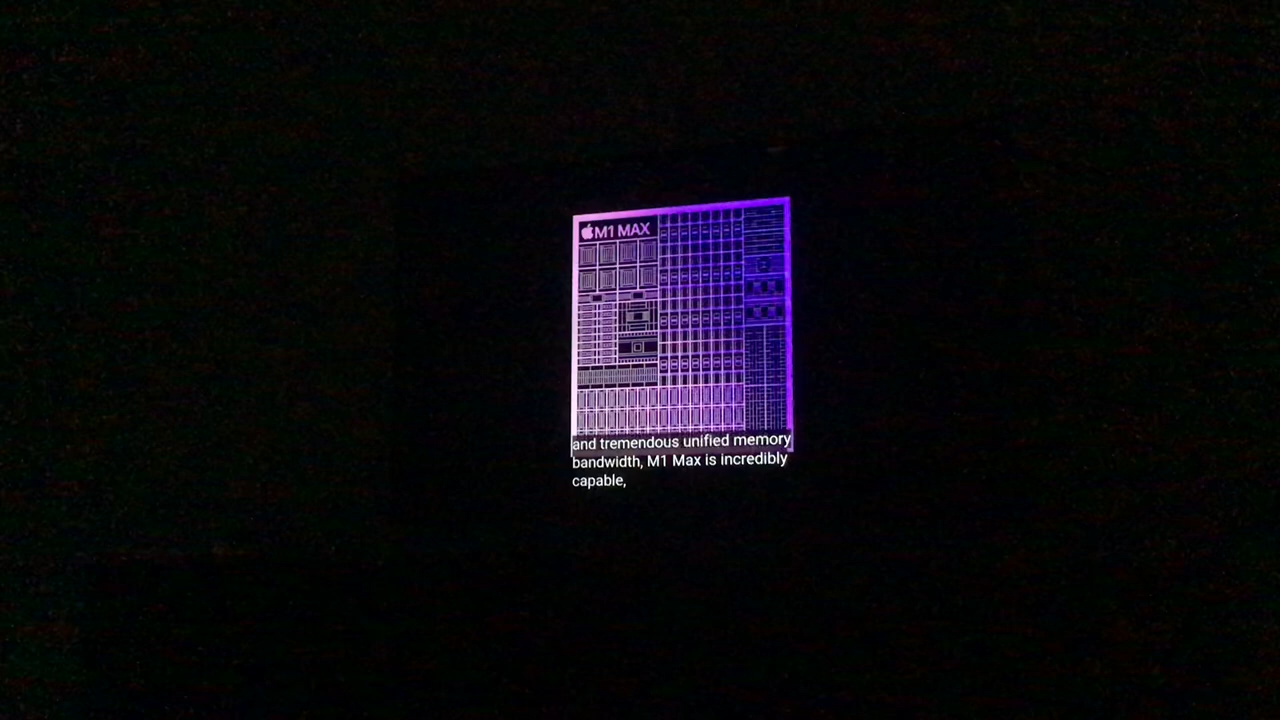 M1 MAX
and tremendous unified memory
bandwidth, M1 Max is incredibly
capable,